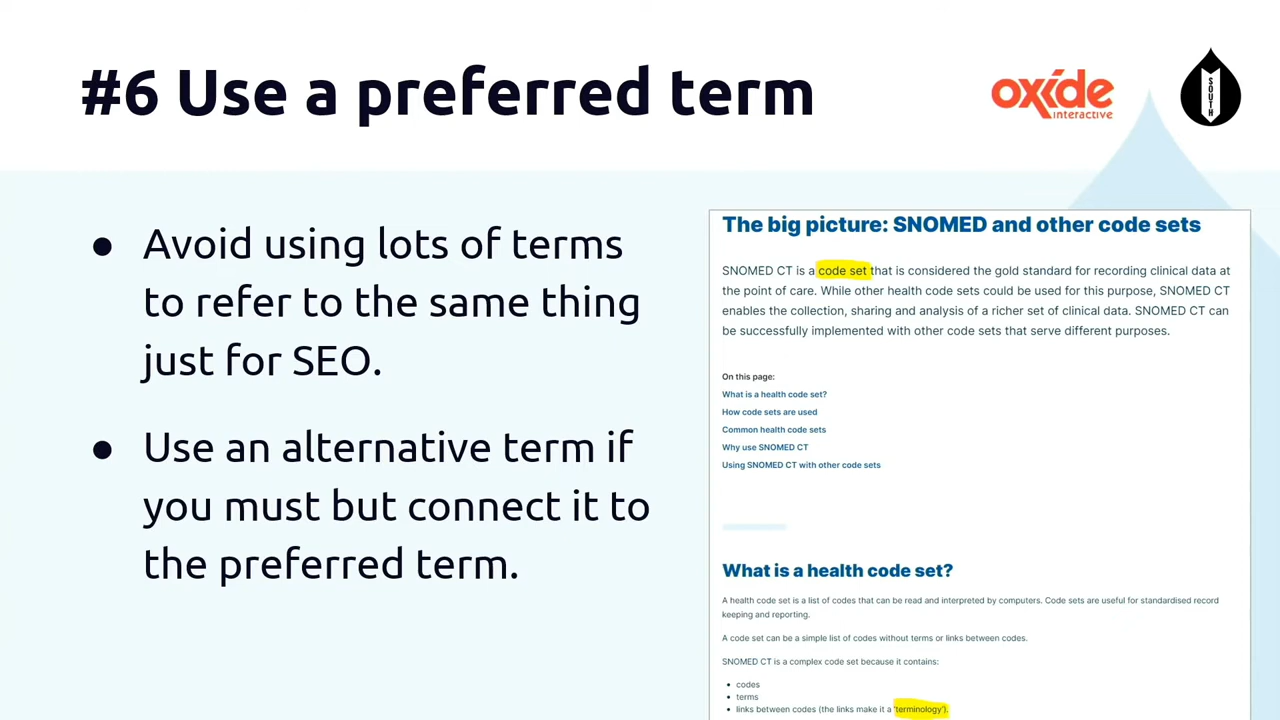 #6 Use a preferred term
oxide
interactive
SOUTH
● Avoid using lots of terms
to refer to the same thing
just for SEO.
● Use an alternative term if
you must but connect it to
the preferred term.
The big picture: SNOMED and other code sets
SNOMED CT is a code set that is considered the gold standard for recording clinical data at
the point of care. While other health code sets could be used for this purpose, SNOMED CT
enables the collection, sharing and analysis of a richer set of clinical data. SNOMED CT can
be successfully implemented with other code sets that serve different purposes.
On this page:
What is a health code set?
How code sets are used
Common health code sets
Why use SNOMED CT
Using SNOMED CT with other code sets
What is a health code set?
A health code set is a list of codes that can be read and interpreted by computers. Code sets are useful for standardised record
keeping and reporting.
A code set can be a simple list of codes without terms or links between codes.
SNOMED CT is a complex code set because it contains:
• codes
• terms
• links between codes (the links make it a 'terminology').